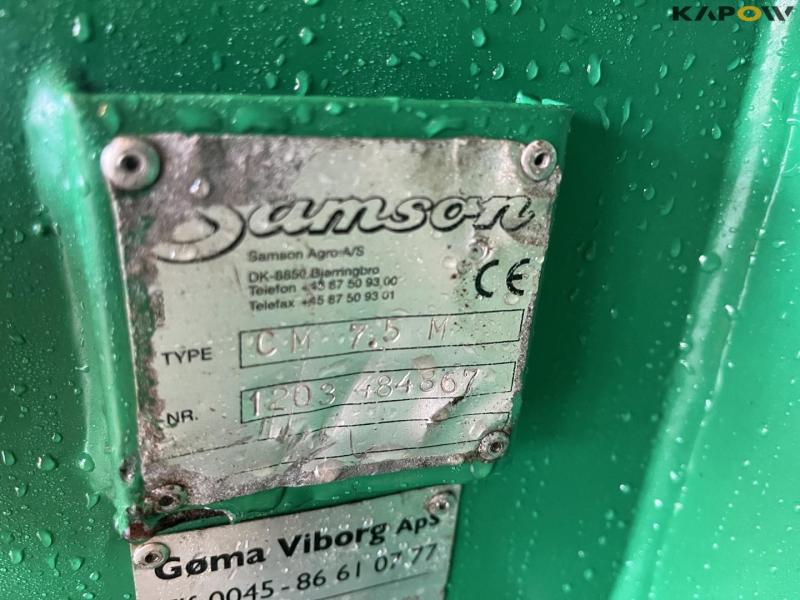 KAPOW
Samson
Samson Agro A/S
DK-8850 Bjerringbro
Telefon +45 87 50 93 00
Telefax +45 87 50 93 01
CE
TYPE CM 7.5 M
NR. 1203 484867
Gøma Viborg ApS
0045 - 86 61 07 77